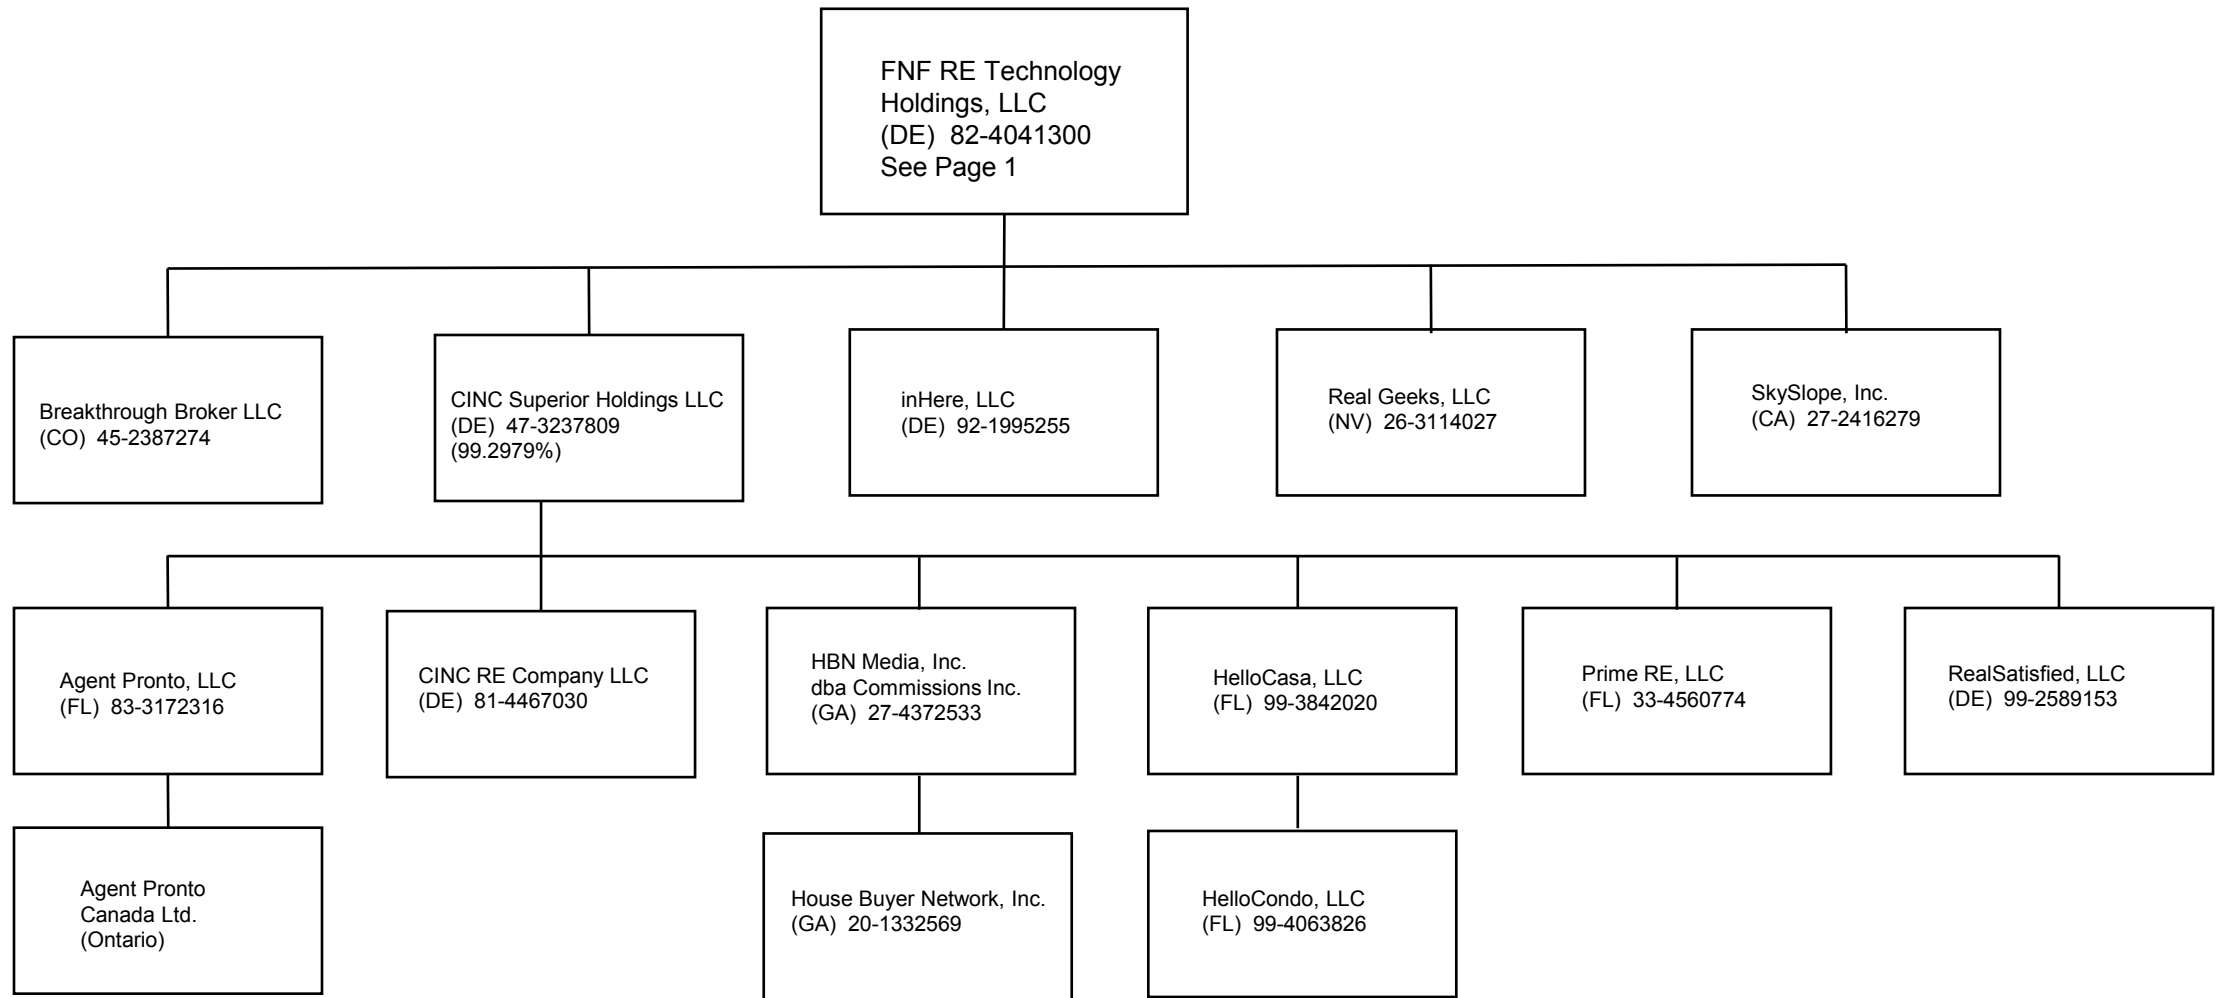 FNF RE Technology
Holdings, LLC
(DE) 82-4041300
See Page 1
Breakthrough Broker LLC
(CO) 45-2387274
CINC Superior Holdings LLC
(DE) 47-3237809
(99.2979%)
inHere, LLC
(DE) 92-1995255
Real Geeks, LLC
(NV) 26-3114027
SkySlope, Inc.
(CA) 27-2416279
Agent Pronto, LLC
(FL) 83-3172316
CINC RE Company LLC
(DE) 81-4467030
HBN Media, Inc.
dba Commissions Inc.
(GA) 27-4372533
HelloCasa, LLC
(FL) 99-3842020
Prime RE, LLC
(FL) 33-4560774
RealSatisfied, LLC
(DE) 99-2589153
Agent Pronto
Canada Ltd.
(Ontario)
House Buyer Network, Inc.
(GA) 20-1332569
HelloCondo, LLC
(FL) 99-4063826